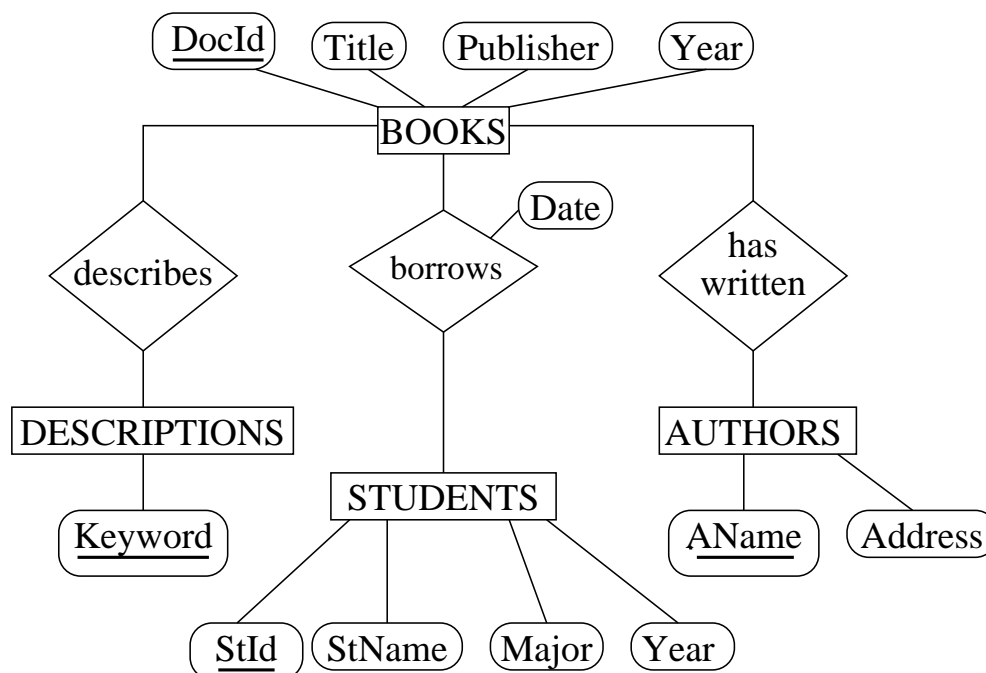 DocId
Title
Publisher
Year
BOOKS
Date
describes
borrows
has
written
DESCRIPTIONS
AUTHORS
STUDENTS
Keyword
AName
Address
StId
StName
Major
Year